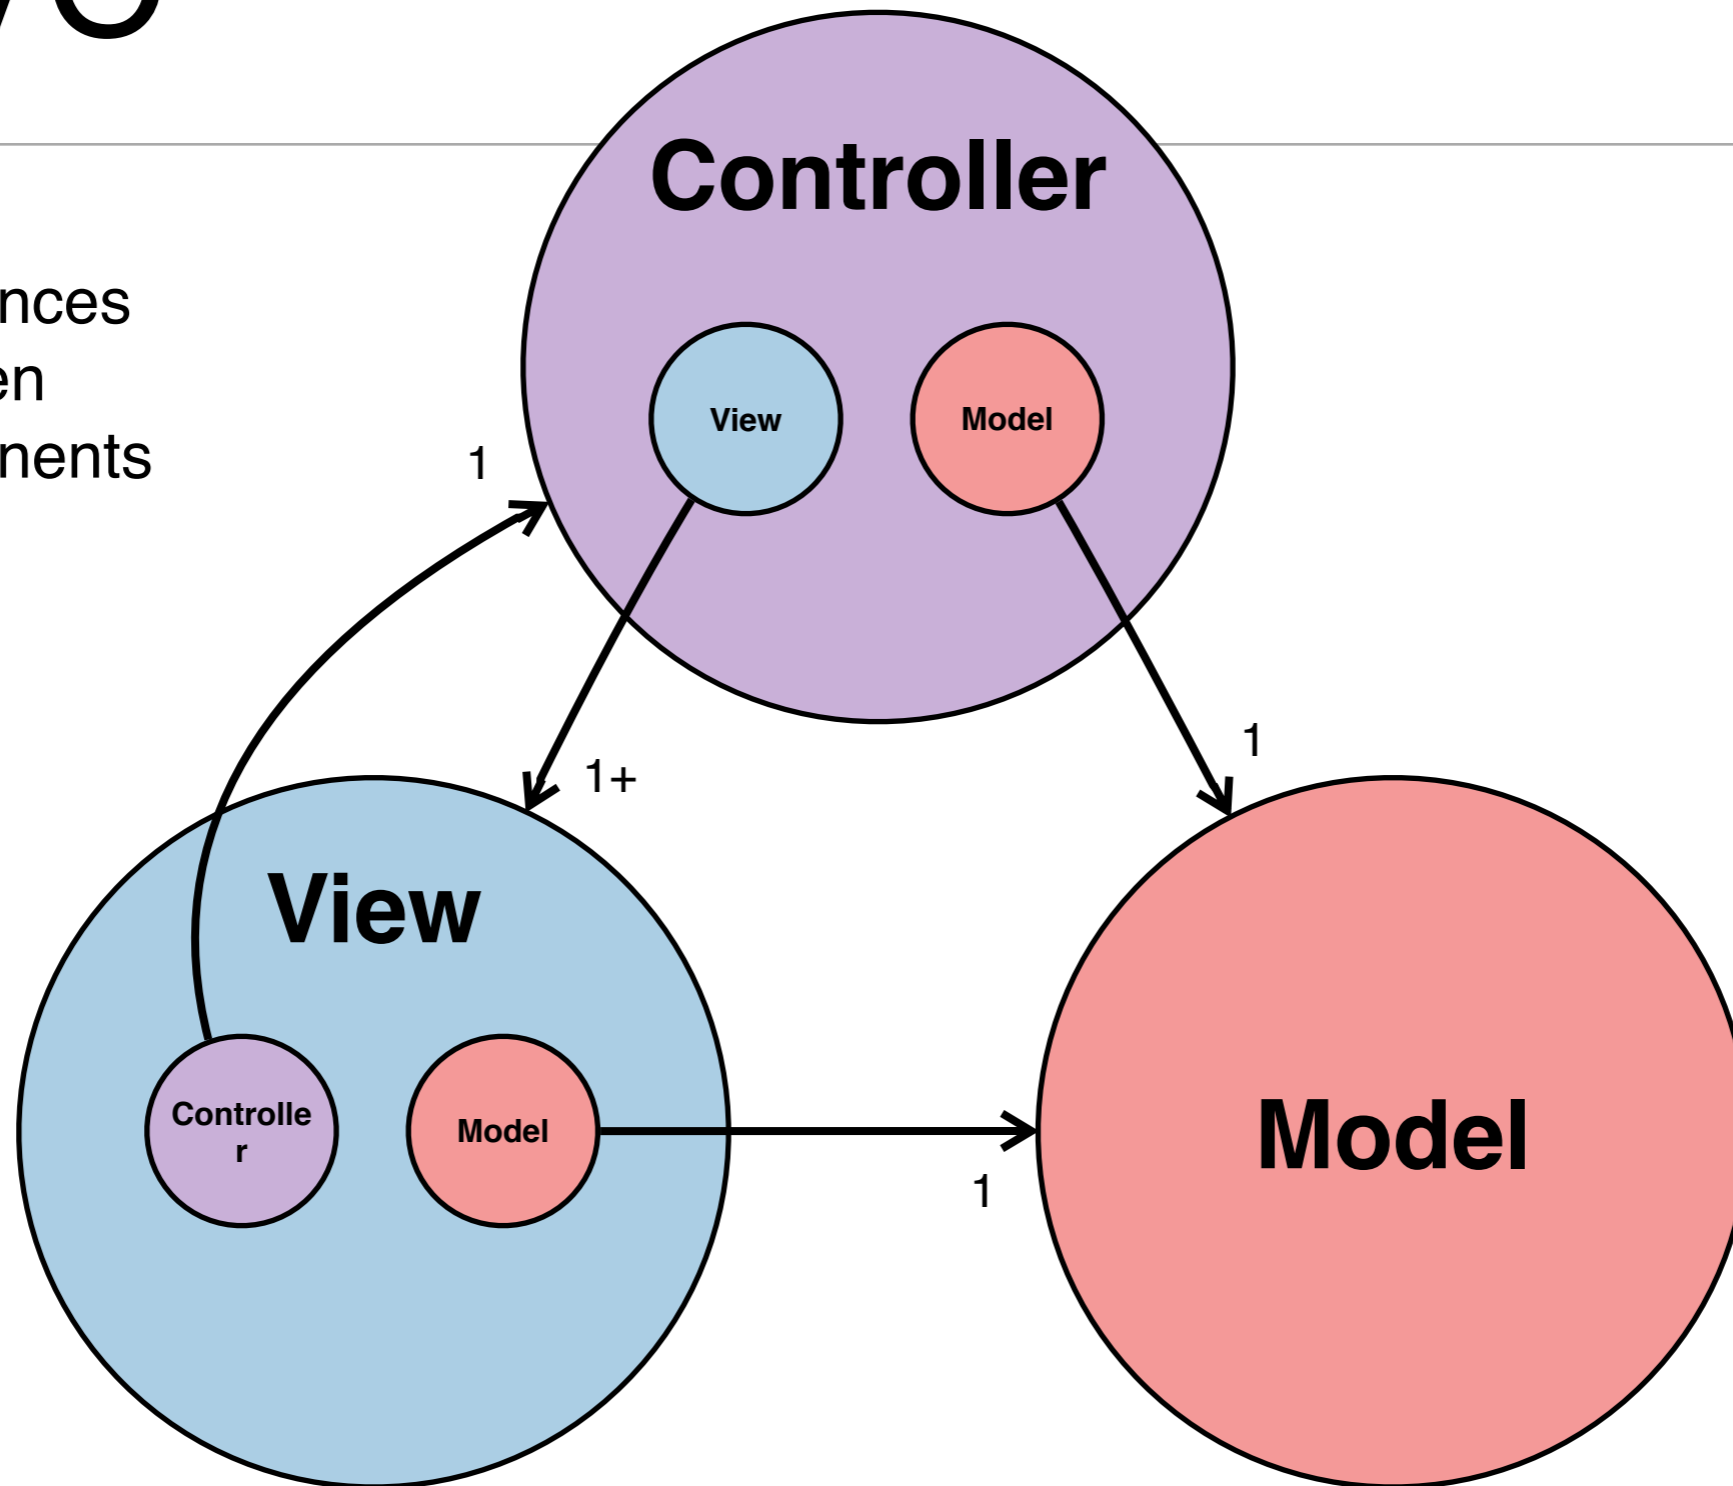 Controller
nces
en
nents
View
Model
1
1+
1
View
Controlle
r
Model
Model
1